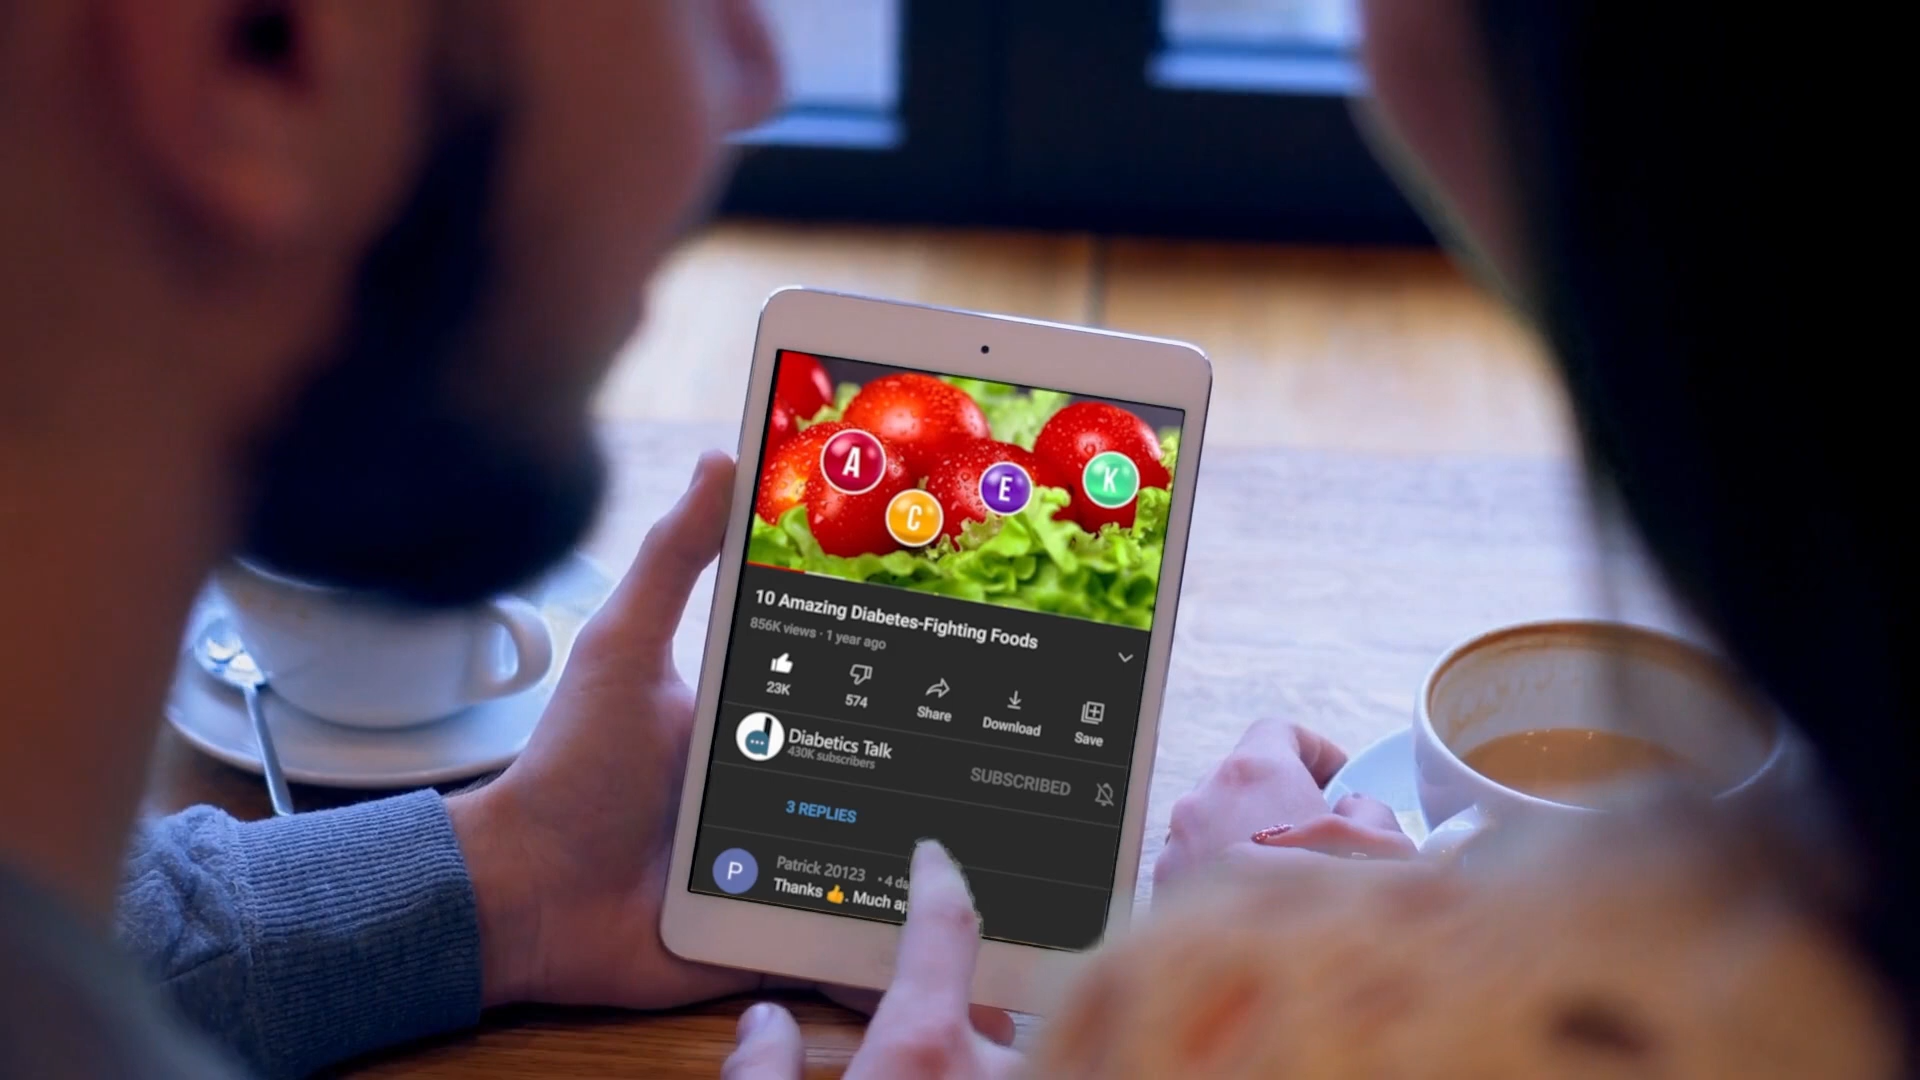 A
C
E
K
10 Amazing Diabetes-Fighting Foods
856K views · 1 year ago
23K
574
Share
Download
Save
Diabetics Talk
430K subscribers
SUBSCRIBED
3 REPLIES
P
Patrick 20123 • 4
Thanks 👍. Much